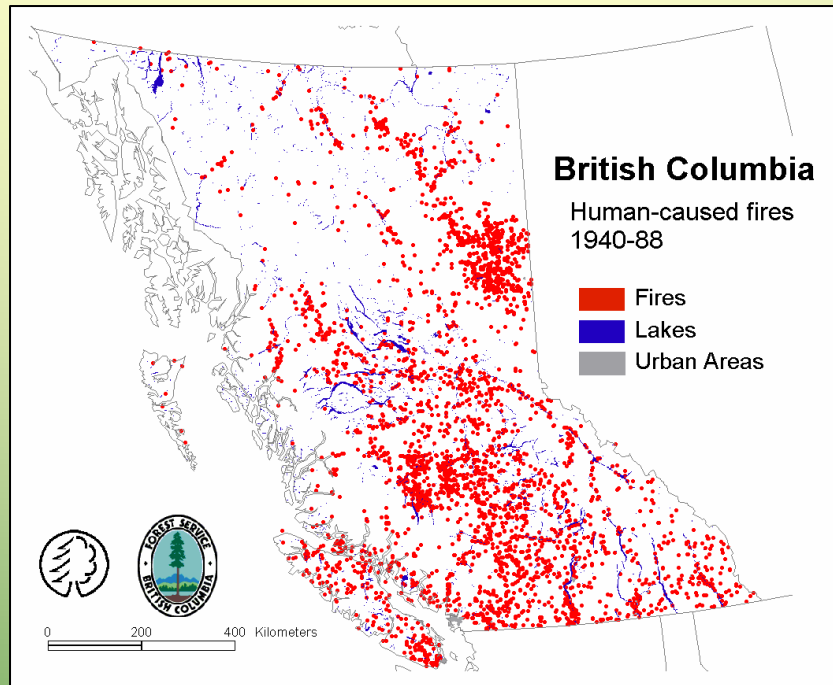 British Columbia
Human-caused fires
1940-88
Fires
Lakes
Urban Areas
FOREST SERVICE
BRITISH COLUMBIA
0 200 400 Kilometers